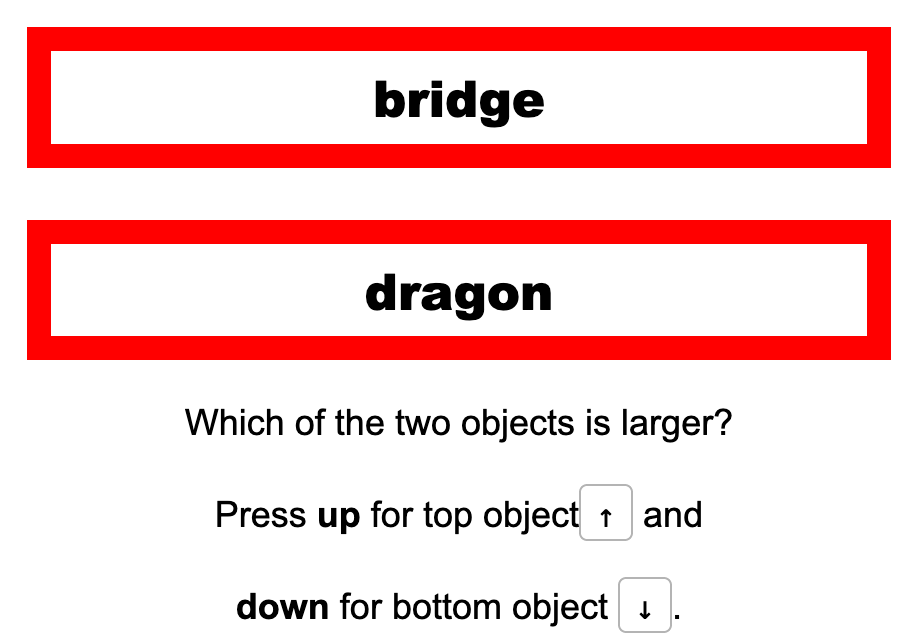 bridge
dragon
Which of the two objects is larger?
Press up for top object ↑ and
down for bottom object ↓.